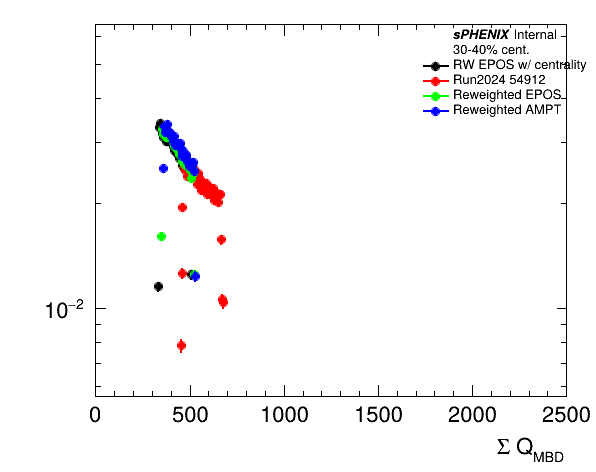 sPHENIX Internal
30-40% cent.
RW EPOS w/ centrality
Run2024 54912
Reweighted EPOS
Reweighted AMPT
10⁻²
0 500 1000 1500 2000 2500
Σ Q_MBD